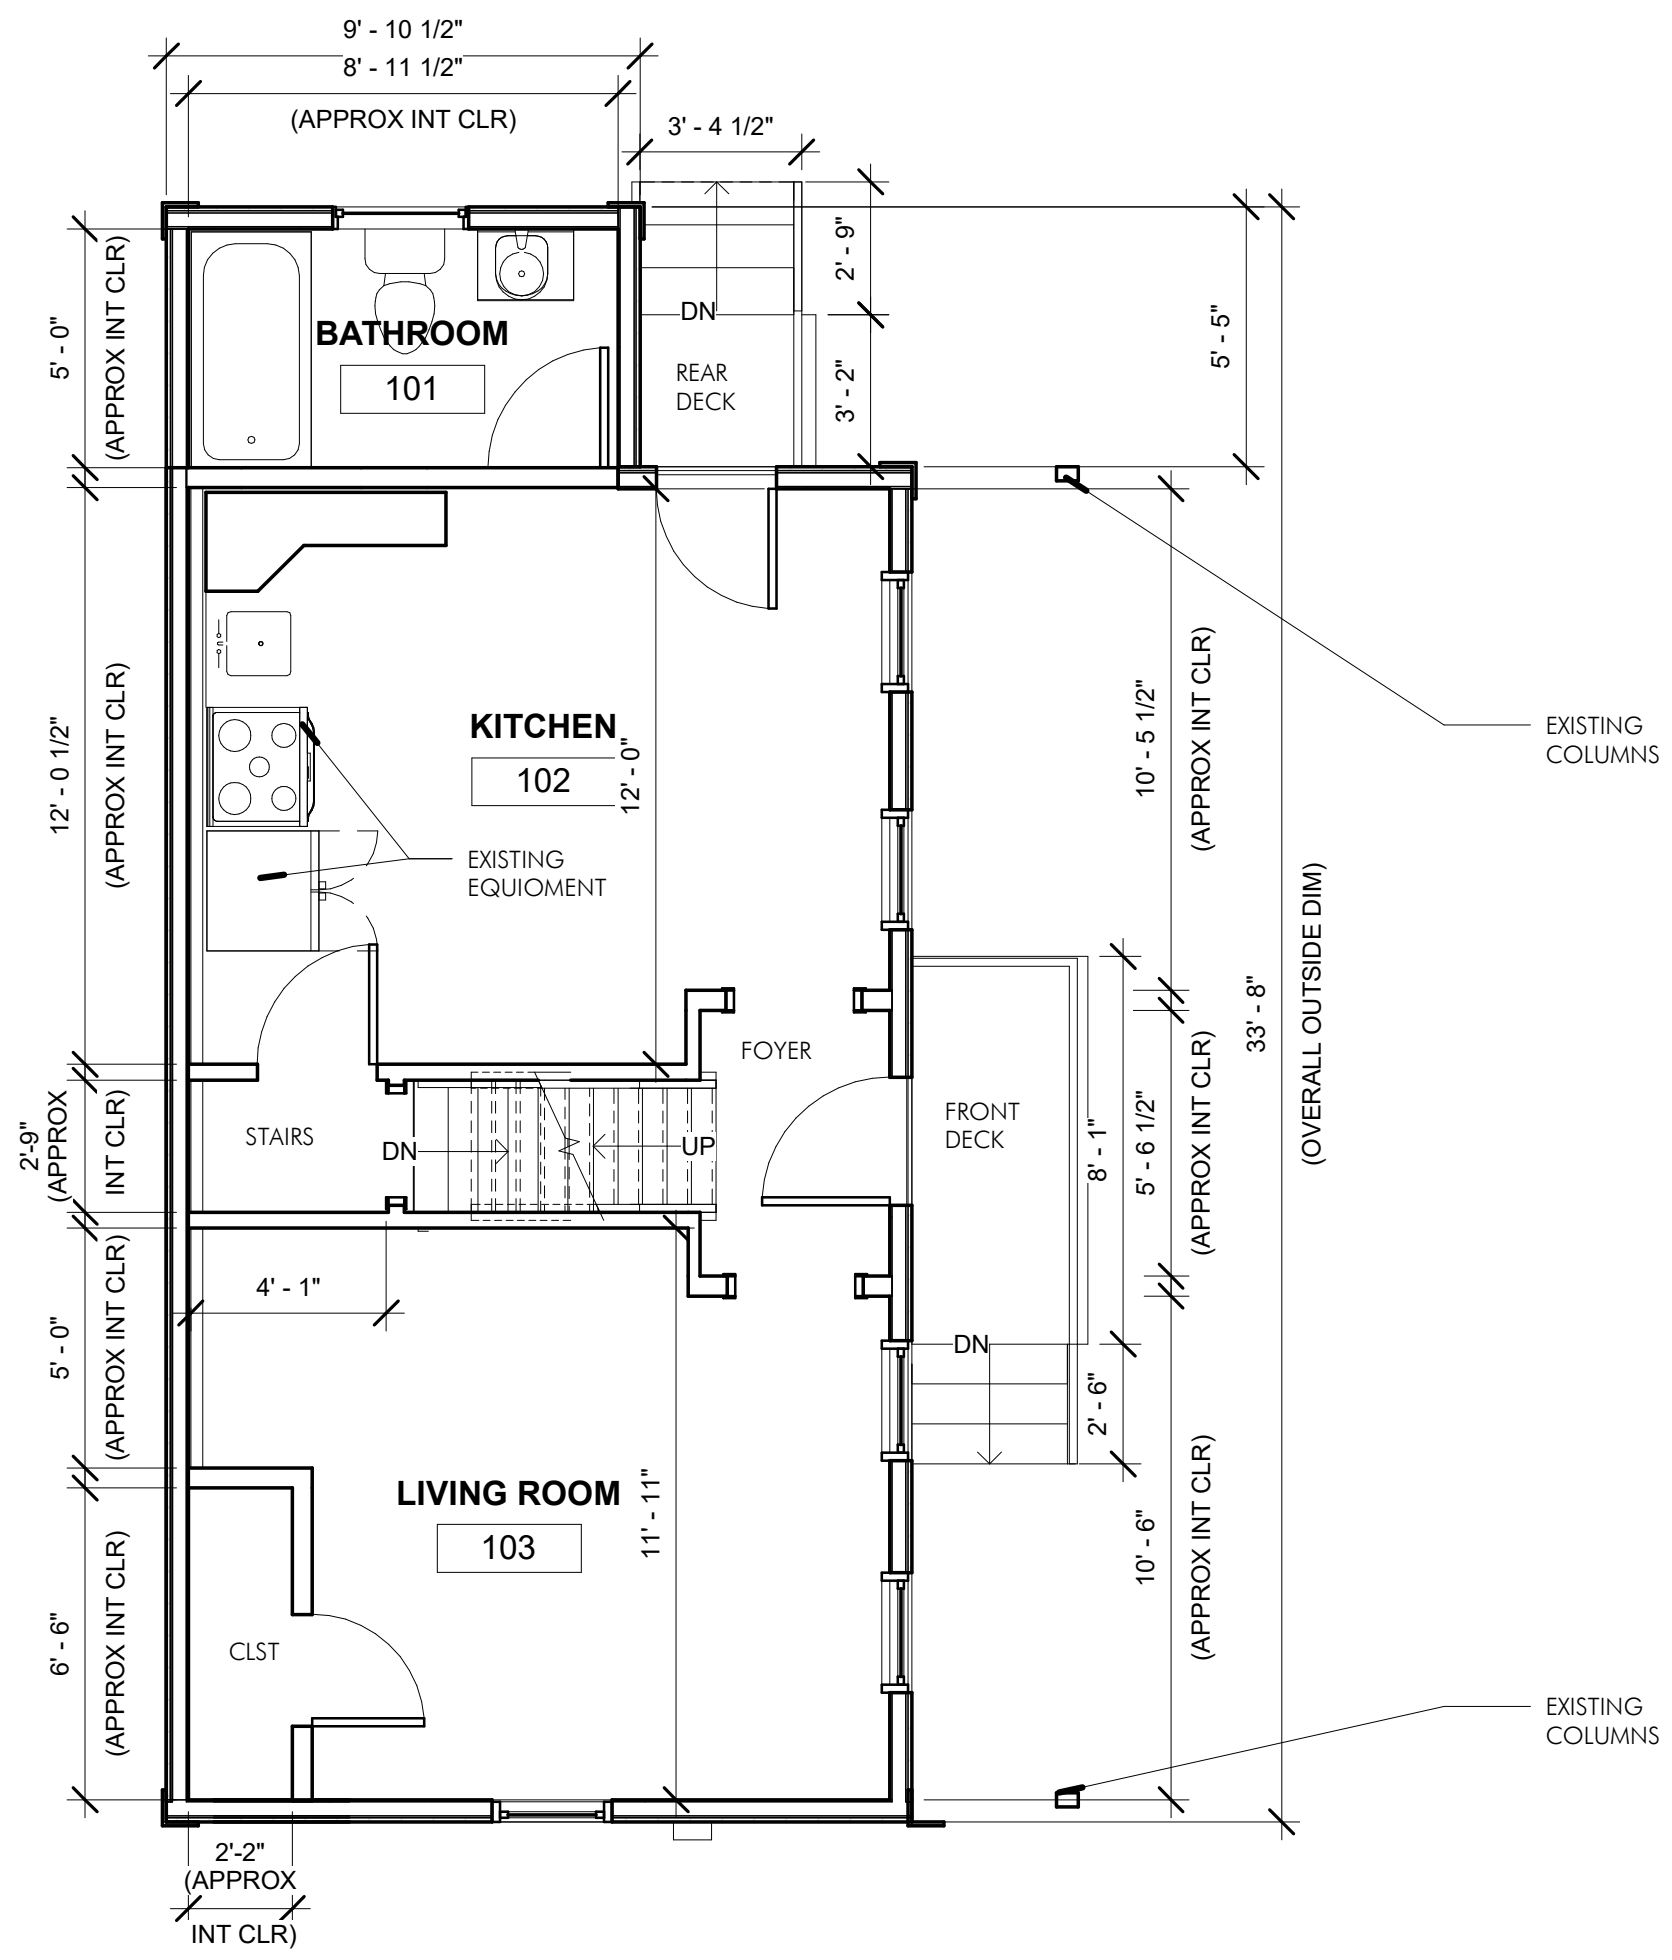 9' - 10 1/2"
8' - 11 1/2"
(APPROX INT CLR)
3' - 4 1/2"
2' - 9"
3' - 2"
5' - 5"
5' - 0"
(APPROX INT CLR)
BATHROOM
101
DN
REAR
DECK
12' - 0 1/2"
(APPROX INT CLR)
KITCHEN
102
12' - 0"
EXISTING
EQUIOMENT
10' - 5 1/2"
(APPROX INT CLR)
EXISTING
COLUMNS
33' - 8"
(OVERALL OUTSIDE DIM)
FOYER
2'-9"
(APPROX
INT CLR)
STAIRS
DN
UP
FRONT
DECK
8' - 1"
5' - 6 1/2"
(APPROX INT CLR)
5' - 0"
(APPROX INT CLR)
4' - 1"
DN
2' - 6"
LIVING ROOM
103
11' - 11"
10' - 6"
(APPROX INT CLR)
6' - 6"
(APPROX INT CLR)
CLST
EXISTING
COLUMNS
2'-2"
(APPROX
INT CLR)